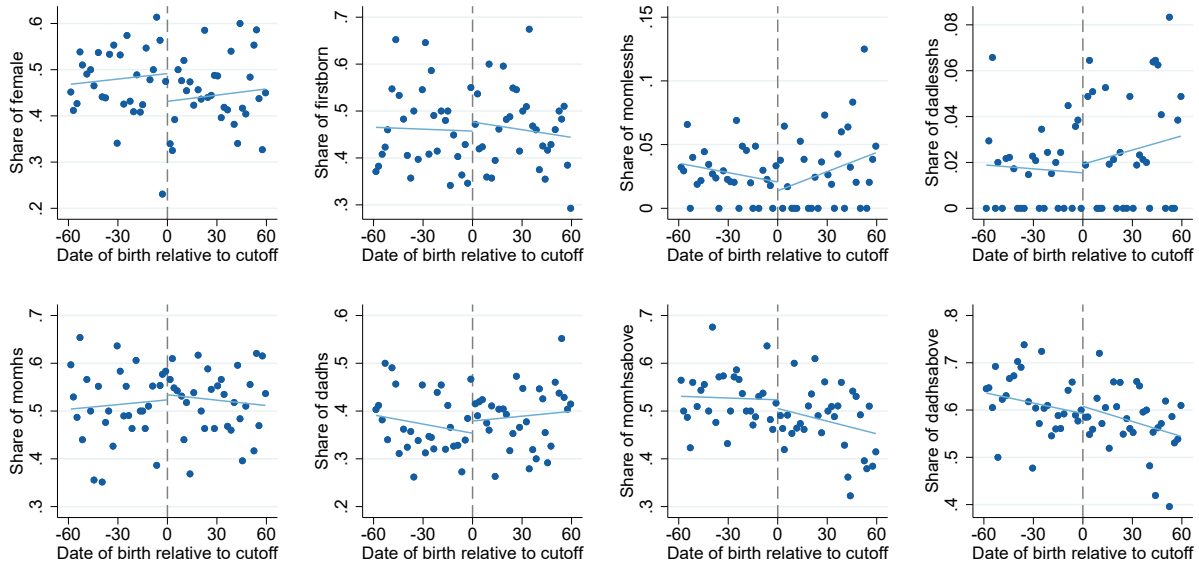 Share of female
.6
.5
.4
.3
.2
-60 -30 0 30 60
Date of birth relative to cutoff
Share of firstborn
.7
.6
.5
.4
.3
-60 -30 0 30 60
Date of birth relative to cutoff
Share of momlesshs
.15
.1
.05
0
-60 -30 0 30 60
Date of birth relative to cutoff
Share of dadlesshs
.08
.06
.04
.02
0
-60 -30 0 30 60
Date of birth relative to cutoff
Share of momhs
.7
.6
.5
.4
.3
-60 -30 0 30 60
Date of birth relative to cutoff
Share of dadhs
.6
.5
.4
.3
.2
-60 -30 0 30 60
Date of birth relative to cutoff
Share of momhsabove
.7
.6
.5
.4
.3
-60 -30 0 30 60
Date of birth relative to cutoff
Share of dadhsabove
.8
.7
.6
.5
.4
-60 -30 0 30 60
Date of birth relative to cutoff